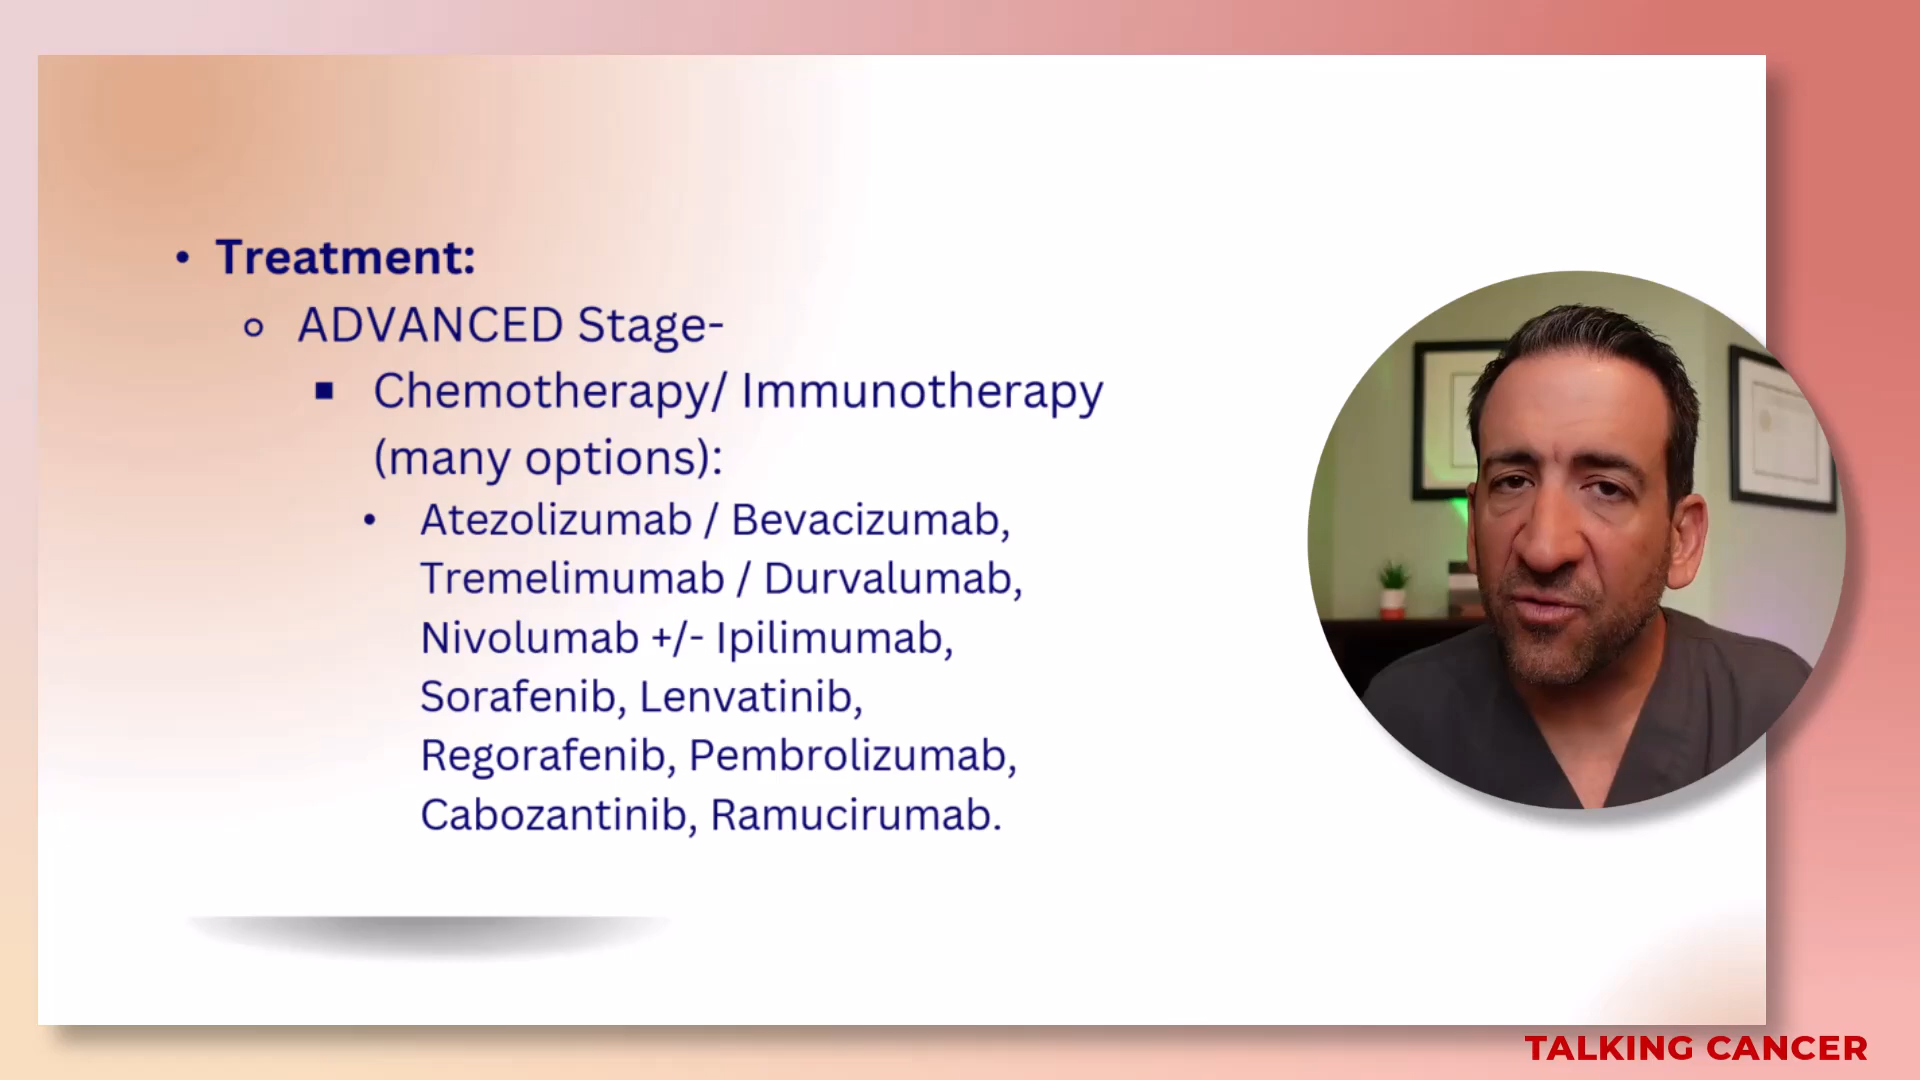 • Treatment:
○ ADVANCED Stage-
■ Chemotherapy/ Immunotherapy
(many options):
• Atezolizumab / Bevacizumab,
Tremelimumab / Durvalumab,
Nivolumab +/- Ipilimumab,
Sorafenib, Lenvatinib,
Regorafenib, Pembrolizumab,
Cabozantinib, Ramucirumab.
TALKING CANCER